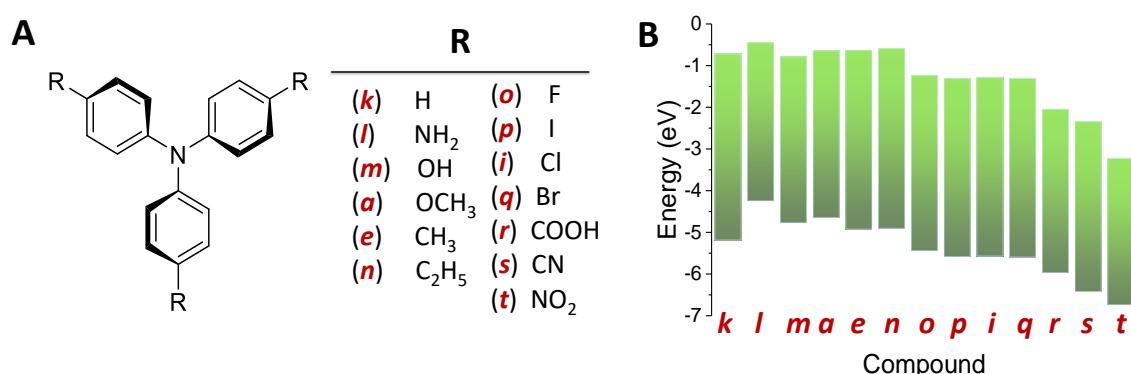 A
R
R
N
R
R
(k) H
(l) NH₂
(m) OH
(a) OCH₃
(e) CH₃
(n) C₂H₅
(o) F
(p) I
(i) Cl
(q) Br
(r) COOH
(s) CN
(t) NO₂
B
Energy (eV)
0
-1
-2
-3
-4
-5
-6
-7
k l m a e n o p i q r s t
Compound